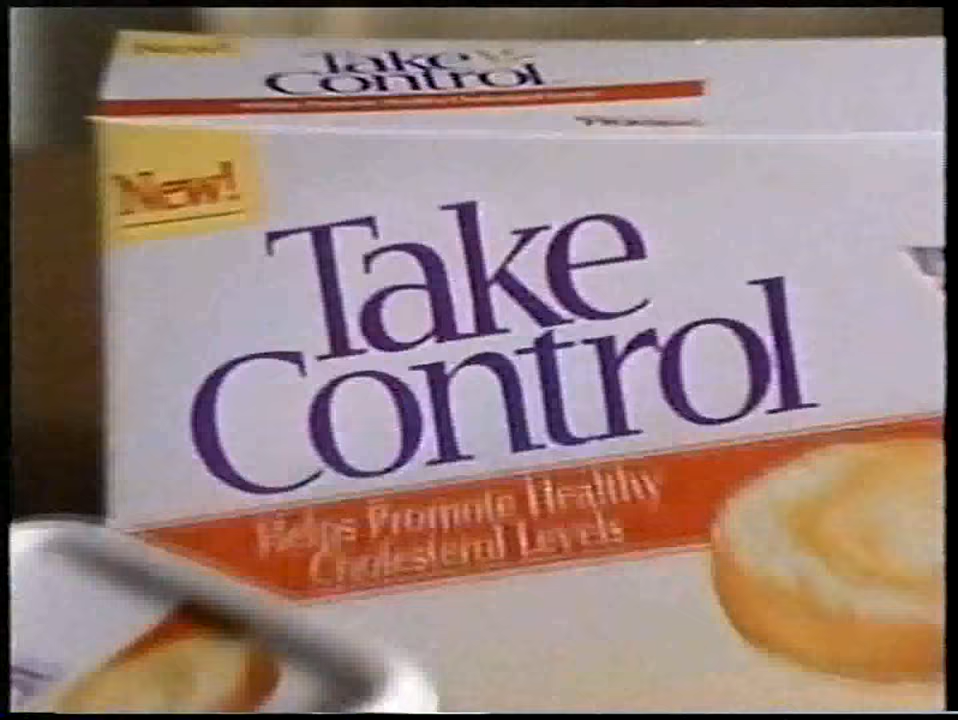 Take
Control
New!
Take
Control
Helps Promote Healthy
Cholesterol Levels